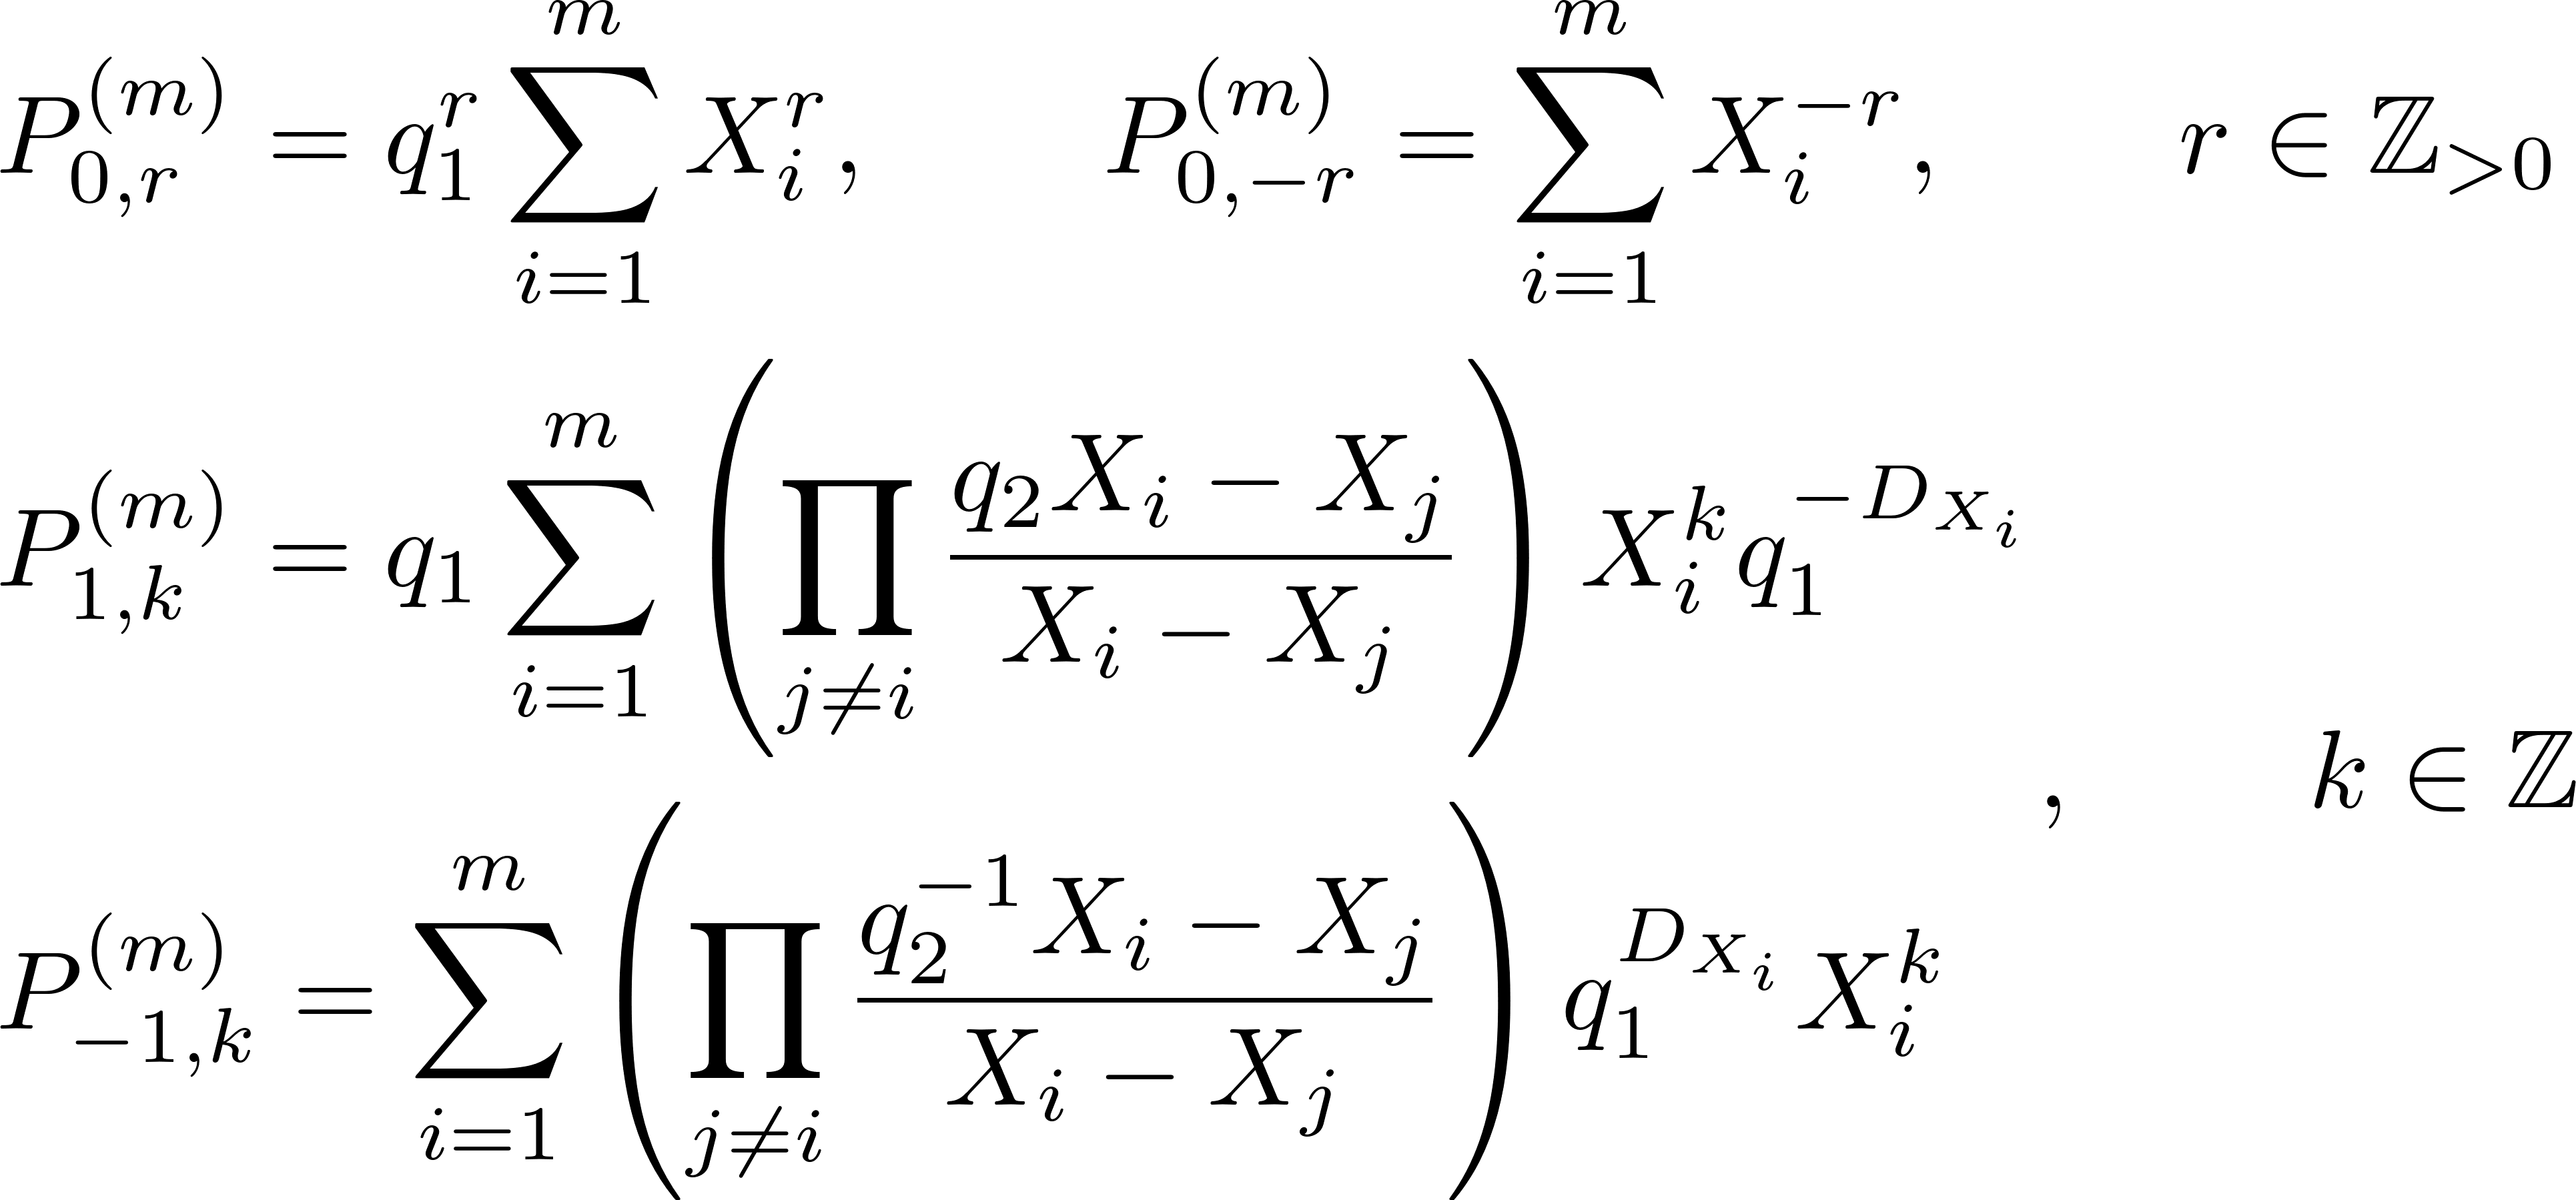 $P_{0,r}^{(m)} = q_1^r \sum_{i=1}^{m} X_i^r, \qquad P_{0,-r}^{(m)} = \sum_{i=1}^{m} X_i^{-r}, \qquad r \in \mathbb{Z}_{>0}$
$P_{1,k}^{(m)} = q_1 \sum_{i=1}^{m} \left( \prod_{j \neq i} \frac{q_2 X_i - X_j}{X_i - X_j} \right) X_i^k q_1^{-D_{X_i}}$
$, \qquad k \in \mathbb{Z}$
$P_{-1,k}^{(m)} = \sum_{i=1}^{m} \left( \prod_{j \neq i} \frac{q_2^{-1} X_i - X_j}{X_i - X_j} \right) q_1^{D_{X_i}} X_i^k$